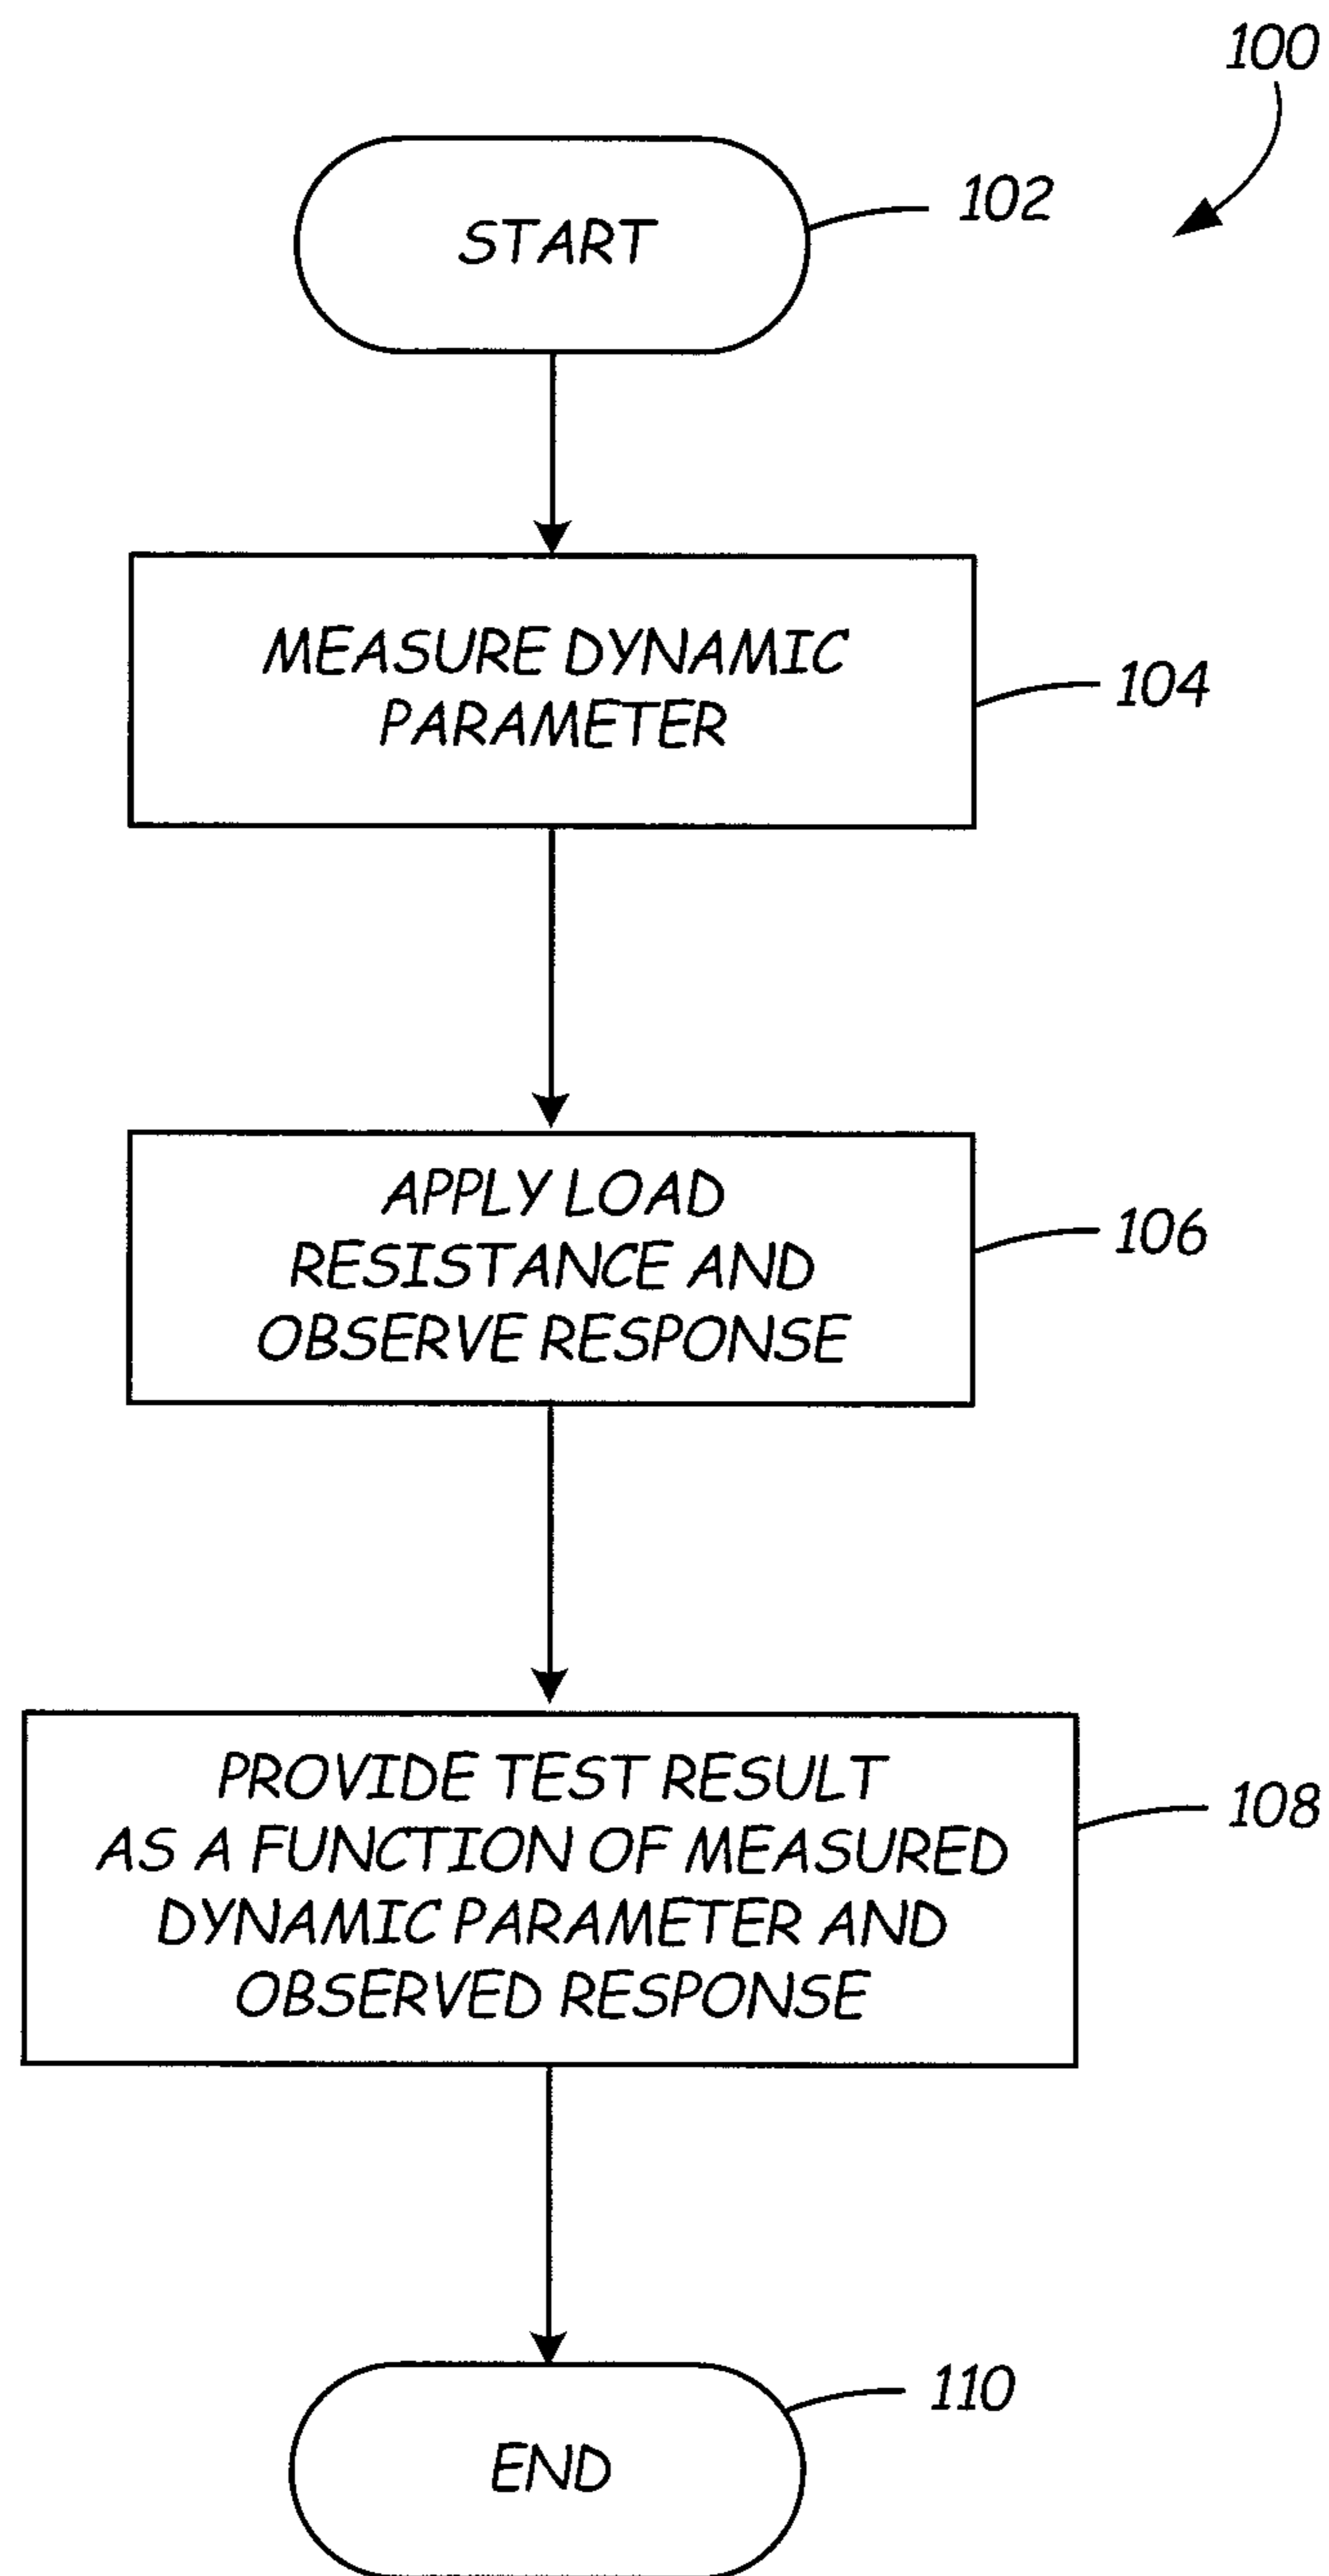 100
START
102
MEASURE DYNAMIC
PARAMETER
104
APPLY LOAD
RESISTANCE AND
OBSERVE RESPONSE
106
PROVIDE TEST RESULT
AS A FUNCTION OF MEASURED
DYNAMIC PARAMETER AND
OBSERVED RESPONSE
108
END
110